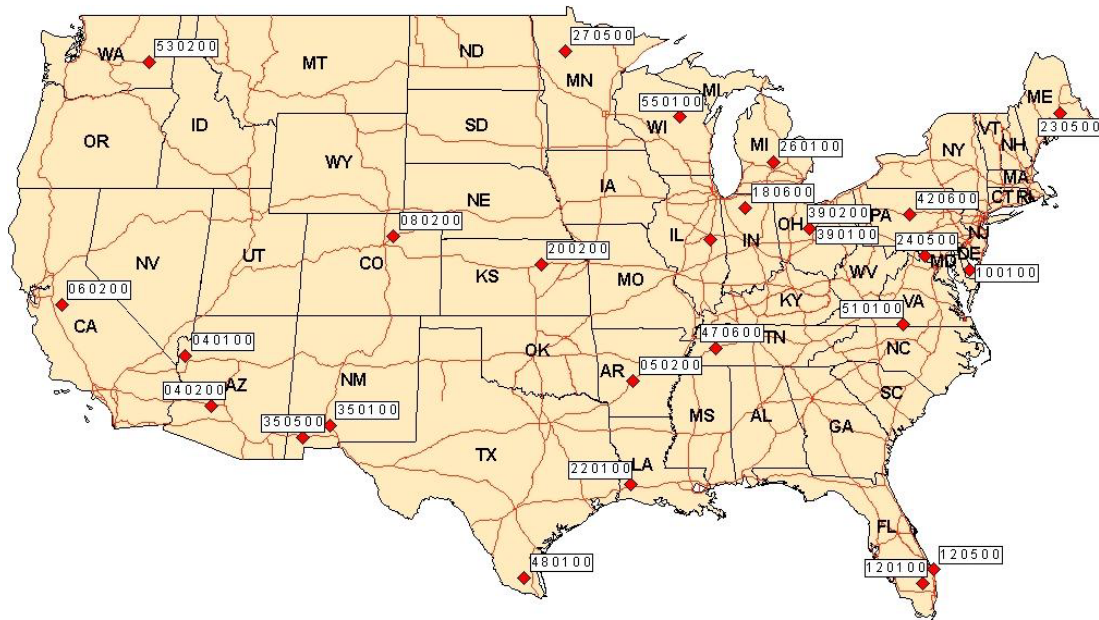 270500
WA
530200
ND
MT
MN
MI
ME
550100
230500
WI
SD
ID
VT
NH
OR
MI
260100
NY
WY
MA
IA
180600
CT
RI
NE
420600
390200
PA
OH
080200
390100
NJ
IL
IN
240500
UT
NV
CO
200200
MD
DE
KS
100100
MO
WV
060200
KY
VA
510100
CA
470600
TN
040100
OK
NC
050200
AR
NM
AZ
040200
SC
350100
MS
AL
350500
GA
TX
220100
LA
FL
480100
120500
120100